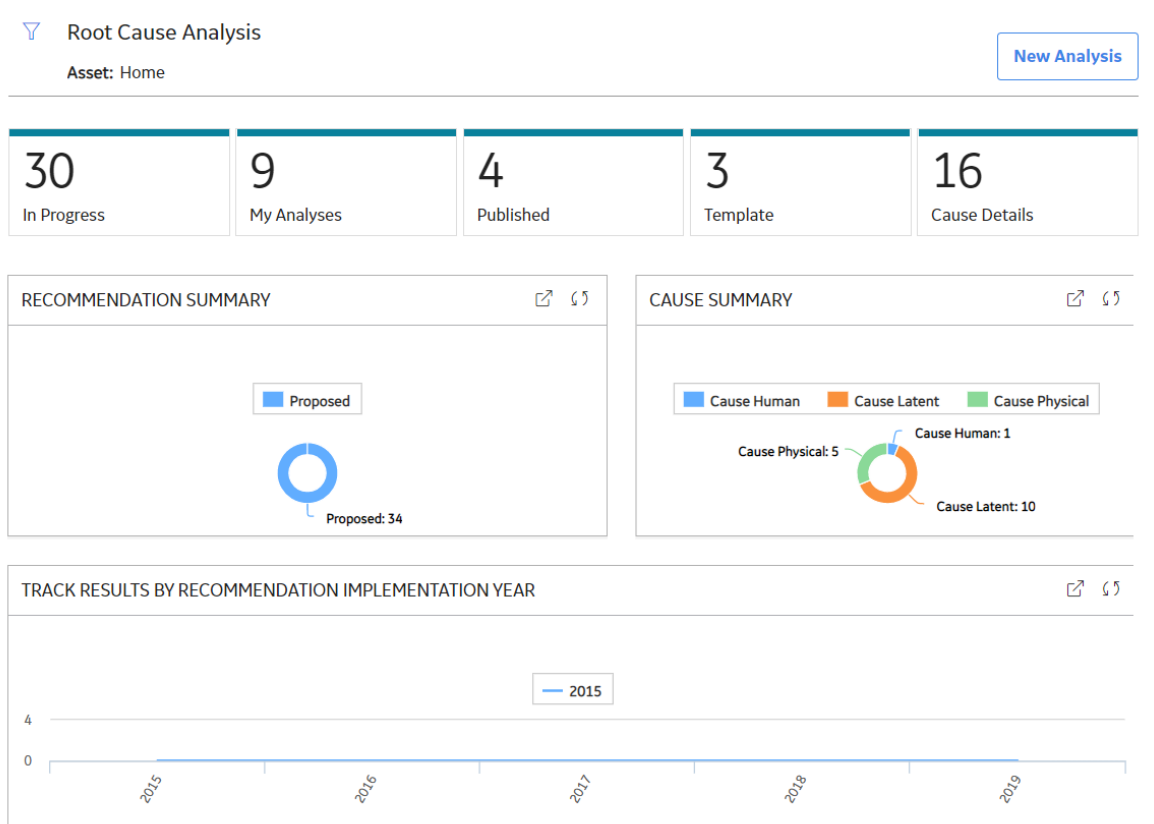 Root Cause Analysis
Asset: Home
New Analysis
30
In Progress
9
My Analyses
4
Published
3
Template
16
Cause Details
RECOMMENDATION SUMMARY
Proposed
Proposed: 34
CAUSE SUMMARY
Cause Human Cause Latent Cause Physical
Cause Human: 1
Cause Physical: 5
Cause Latent: 10
TRACK RESULTS BY RECOMMENDATION IMPLEMENTATION YEAR
2015
4
0
2015 2016 2017 2018 2019